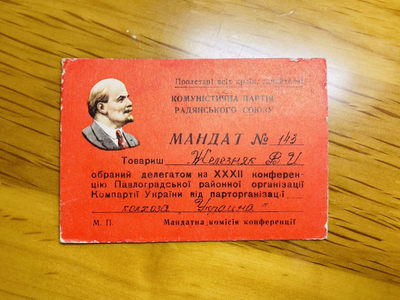 Пролетарі всіх країн, єднайтеся!
КОМУНІСТИЧНА ПАРТІЯ
РАДЯНСЬКОГО СОЮЗУ
МАНДАТ № 143
Товариш Железняк В. И.
обраний делегатом на XXXII конферен-
цію Павлоградської районної організації
Компартії України від парторганізації
колхоза "Украина"
М. П. Мандатна комісія конференції